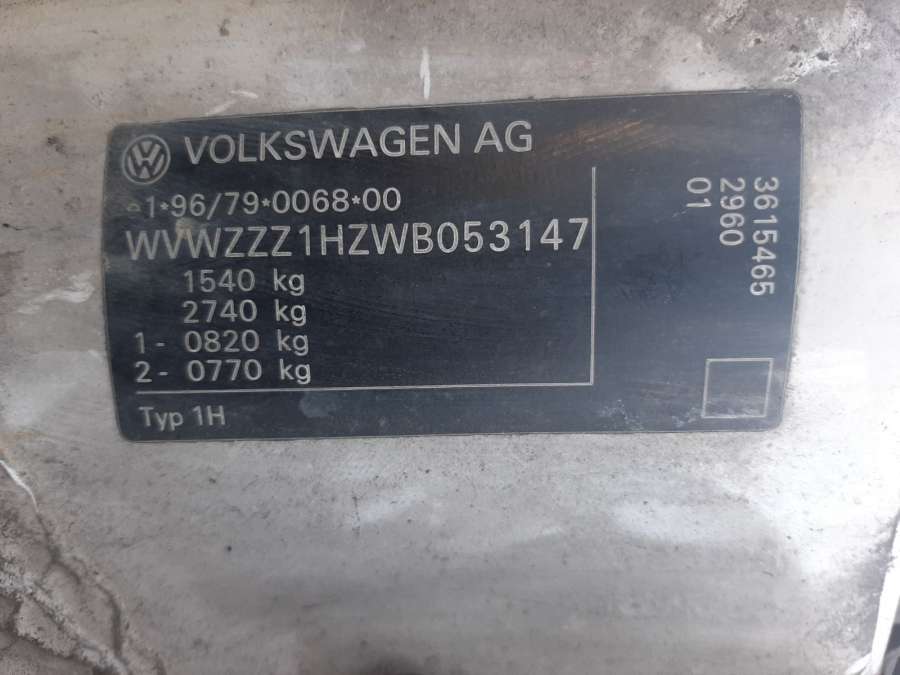 VOLKSWAGEN AG
e1*96/79*0068*00
WVWZZZ1HZWB053147
1540 kg
2740 kg
1- 0820 kg
2- 0770 kg
Typ 1H
3615465
2960
01